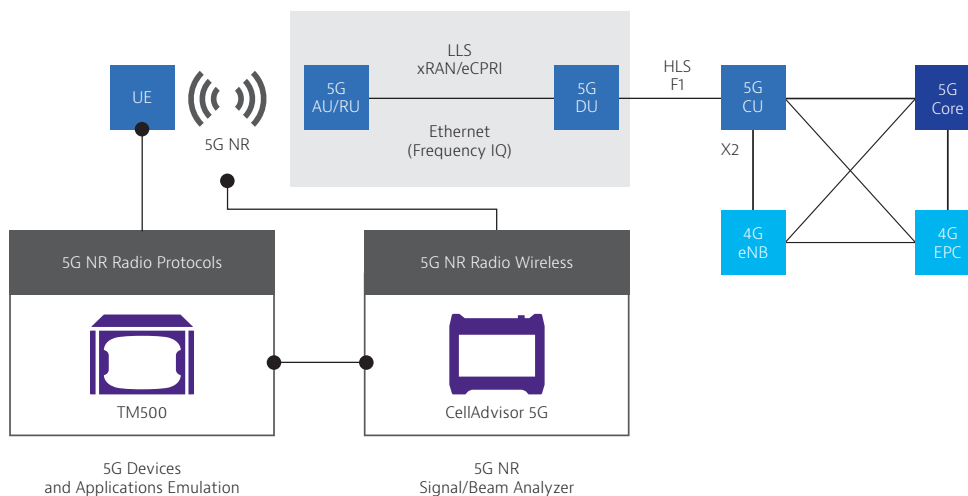 LLS
xRAN/eCPRI
HLS
F1
UE
5G
AU/RU
5G
DU
5G
CU
5G
Core
5G NR
Ethernet
(Frequency IQ)
X2
4G
eNB
4G
EPC
5G NR Radio Protocols
5G NR Radio Wireless
TM500
CellAdvisor 5G
5G Devices
and Applications Emulation
5G NR
Signal/Beam Analyzer